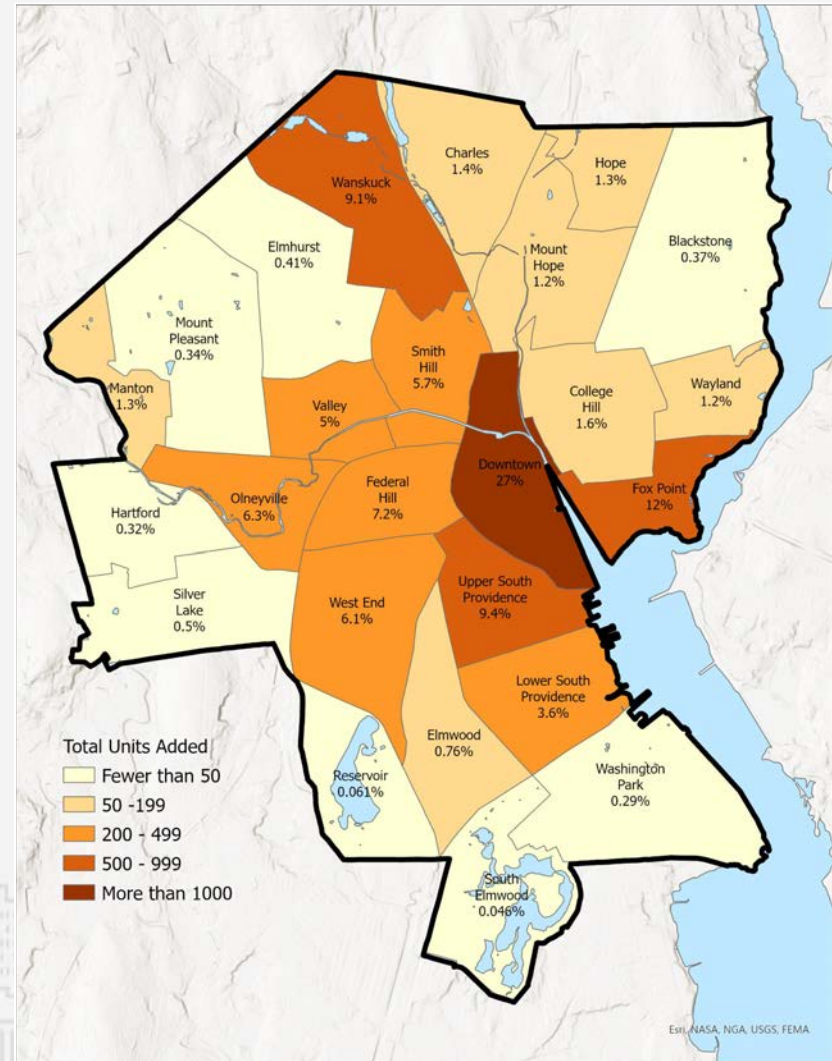 Charles
1.4%
Hope
1.3%
Wanskuck
9.1%
Blackstone
0.37%
Elmhurst
0.41%
Mount
Hope
1.2%
Mount
Pleasant
0.34%
Smith
Hill
5.7%
Manton
1.3%
Valley
5%
College
Hill
1.6%
Wayland
1.2%
Downtown
27%
Fox Point
12%
Olneyville
6.3%
Federal
Hill
7.2%
Hartford
0.32%
Silver
Lake
0.5%
West End
6.1%
Upper South
Providence
9.4%
Lower South
Providence
3.6%
Elmwood
0.76%
Reservoir
0.061%
Washington
Park
0.29%
South
Elmwood
0.046%
Total Units Added
Fewer than 50
50 -199
200 - 499
500 - 999
More than 1000
Esri, NASA, NGA, USGS, FEMA